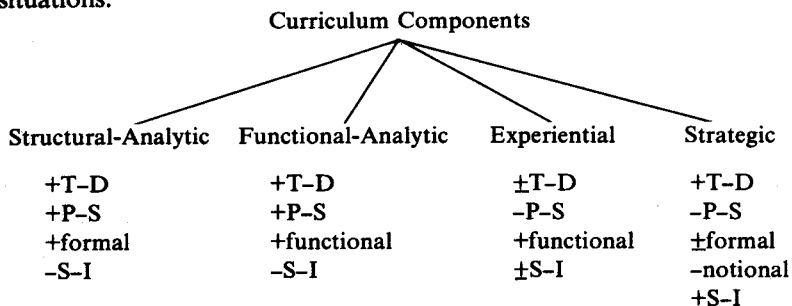 situations.
Curriculum Components
Structural-Analytic Functional-Analytic Experiential Strategic
+T–D +T–D ±T–D +T–D
+P–S +P–S –P–S –P–S
+formal +functional +functional ±formal
–S–I –S–I ±S–I –notional
+S–I